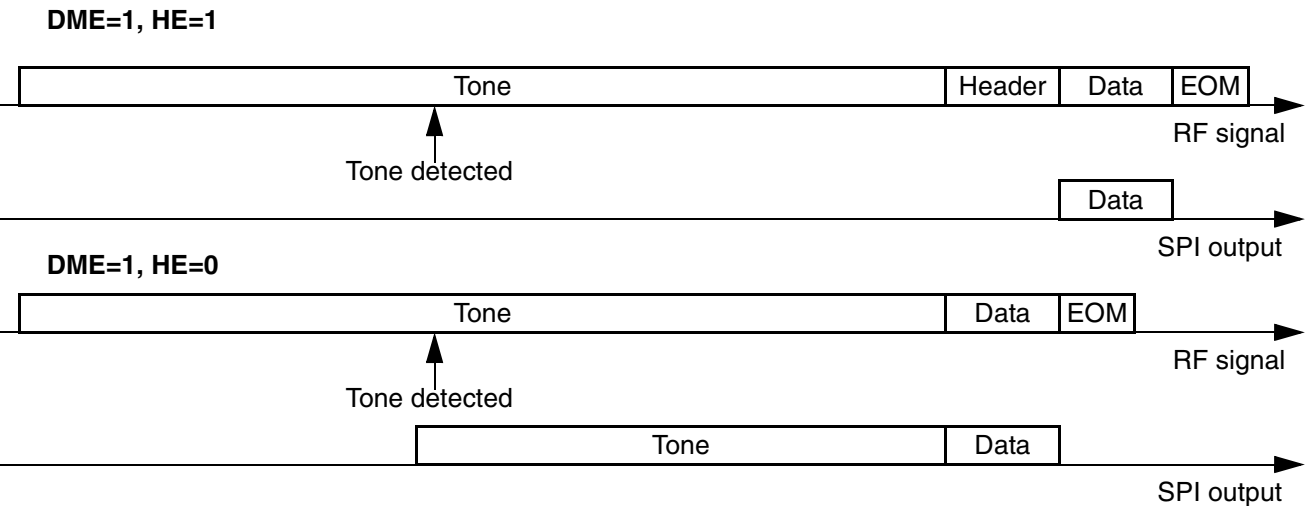 DME=1, HE=1
Tone Header Data EOM
RF signal
Tone detected
Data
SPI output
DME=1, HE=0
Tone Data EOM
RF signal
Tone detected
Tone Data
SPI output